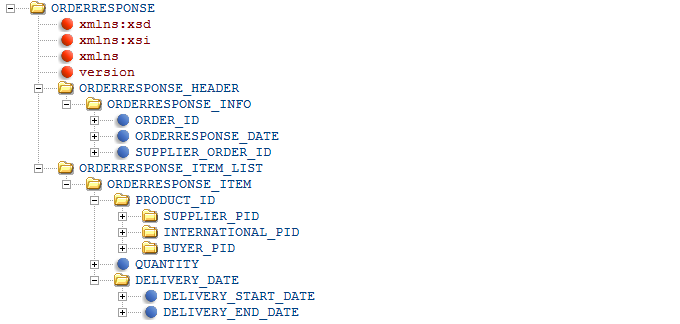 ORDERRESPONSE
xmlns:xsd
xmlns:xsi
xmlns
version
ORDERRESPONSE_HEADER
ORDERRESPONSE_INFO
ORDER_ID
ORDERRESPONSE_DATE
SUPPLIER_ORDER_ID
ORDERRESPONSE_ITEM_LIST
ORDERRESPONSE_ITEM
PRODUCT_ID
SUPPLIER_PID
INTERNATIONAL_PID
BUYER_PID
QUANTITY
DELIVERY_DATE
DELIVERY_START_DATE
DELIVERY_END_DATE